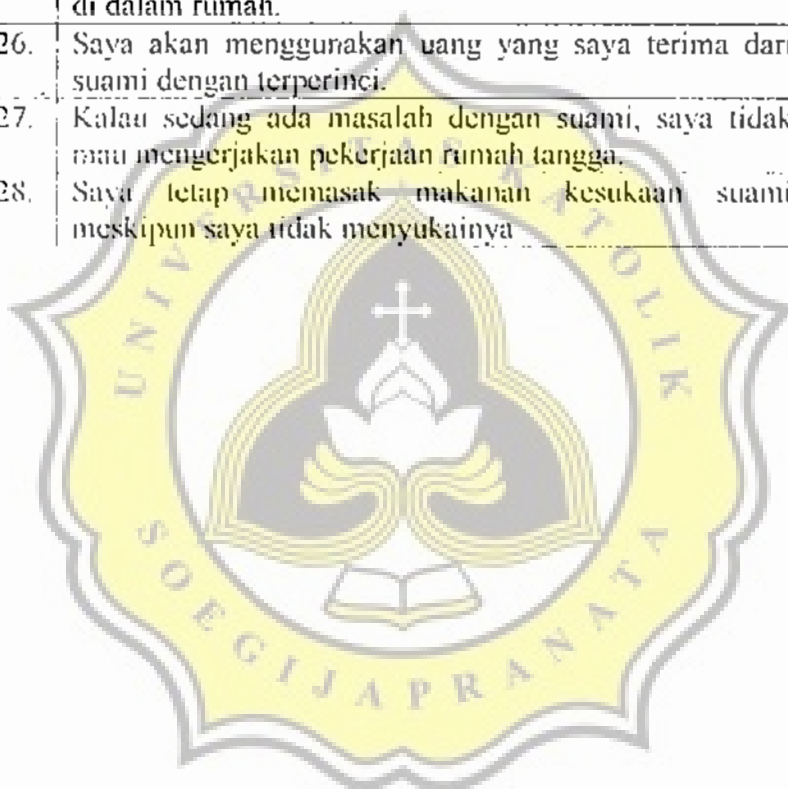 di dalam rumah.
26. Saya akan menggunakan uang yang saya terima dari
suami dengan terperinci.
27. Kalau sedang ada masalah dengan suami, saya tidak
mau mengerjakan pekerjaan rumah tangga.
28. Saya tetap memasak makanan kesukaan suami
meskipun saya tidak menyukainya
UNIVERSITAS KATOLIK
SOEGIJAPRANATA